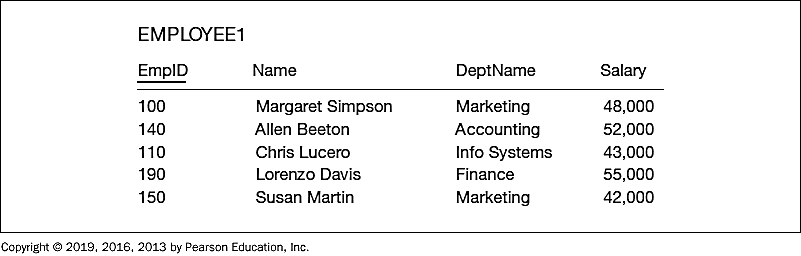 EMPLOYEE1
EmpID Name DeptName Salary
100 Margaret Simpson Marketing 48,000
140 Allen Beeton Accounting 52,000
110 Chris Lucero Info Systems 43,000
190 Lorenzo Davis Finance 55,000
150 Susan Martin Marketing 42,000
Copyright © 2019, 2016, 2013 by Pearson Education, Inc.